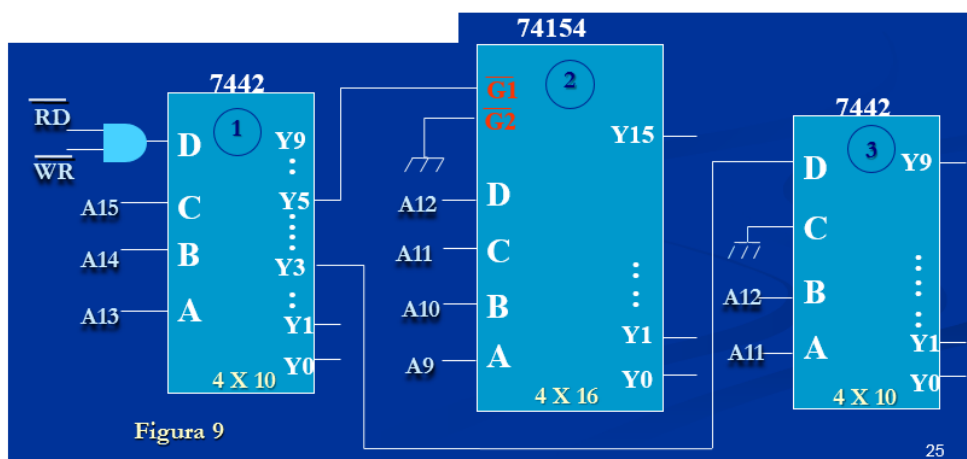 74154
7442
1
RD
WR
D
A15
C
A14
B
A13
A
Y9
Y5
Y3
Y1
Y0
4 X 10
Figura 9
2
G1
G2
A12
D
A11
C
A10
B
A9
A
Y15
Y1
Y0
4 X 16
7442
3
D
C
A12
B
A11
A
Y9
Y1
Y0
4 X 10
25